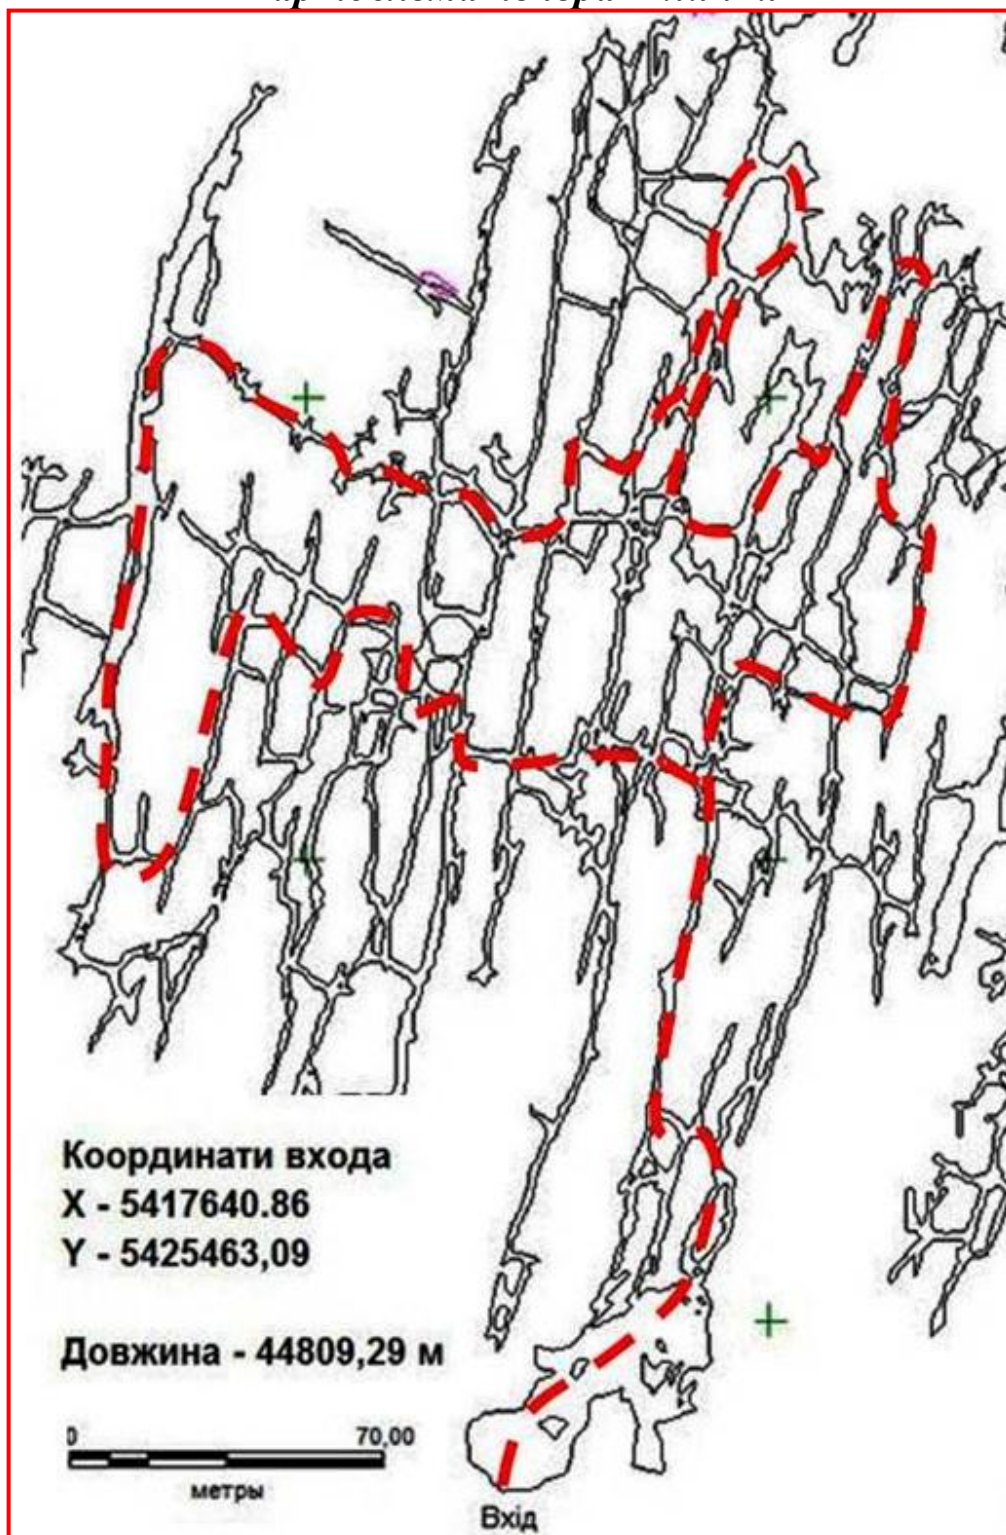 Координати входа
X - 5417640.86
Y - 5425463,09
Довжина - 44809,29 м
0 70,00
метры
Вхід